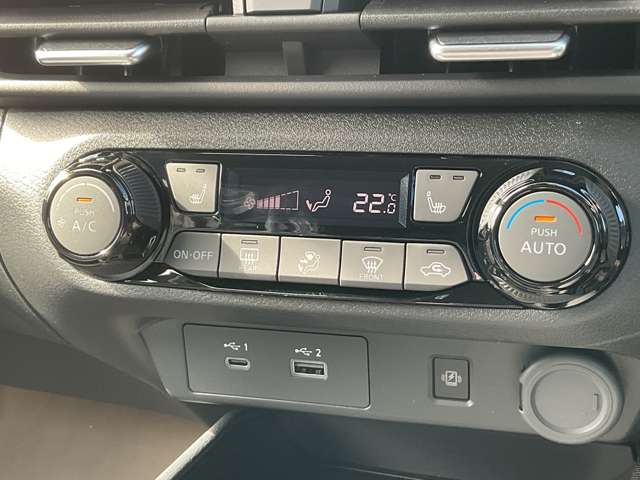 PUSH
A/C
22.0
°C
PUSH
AUTO
ON·OFF
REAR
FRONT
1
2